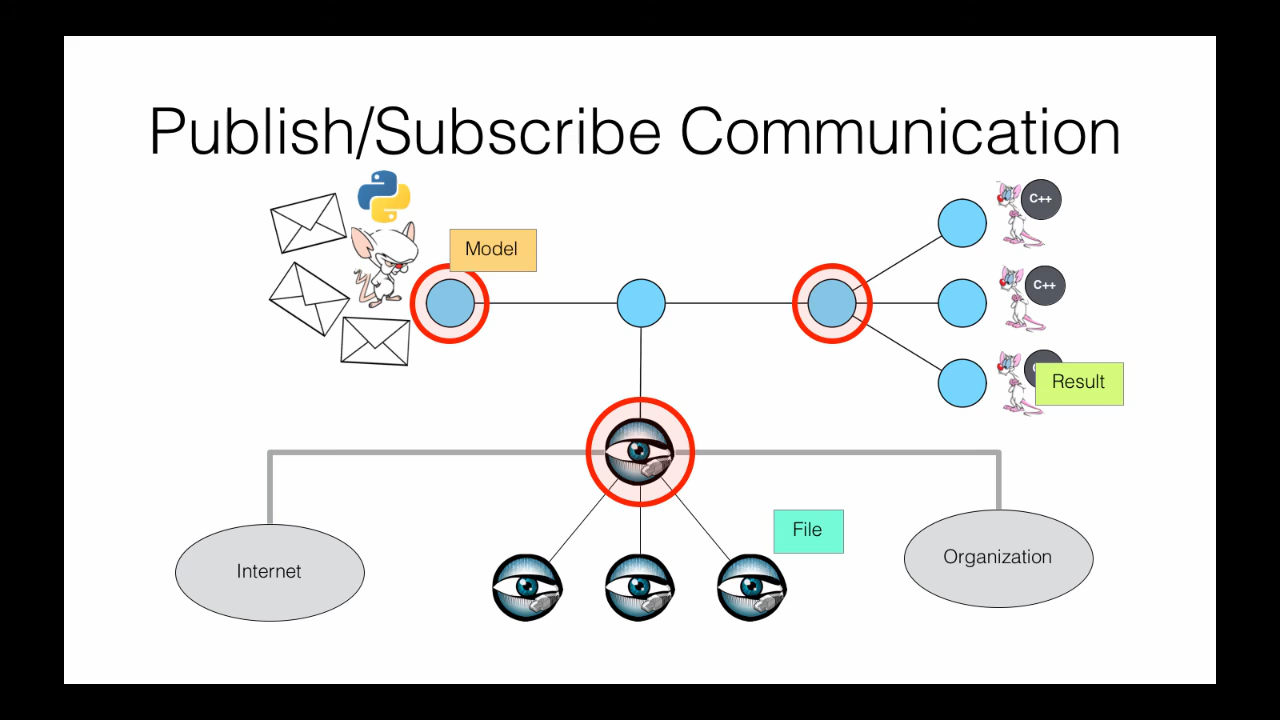 Publish/Subscribe Communication
C++
Model
C++
Result
File
Organization
Internet